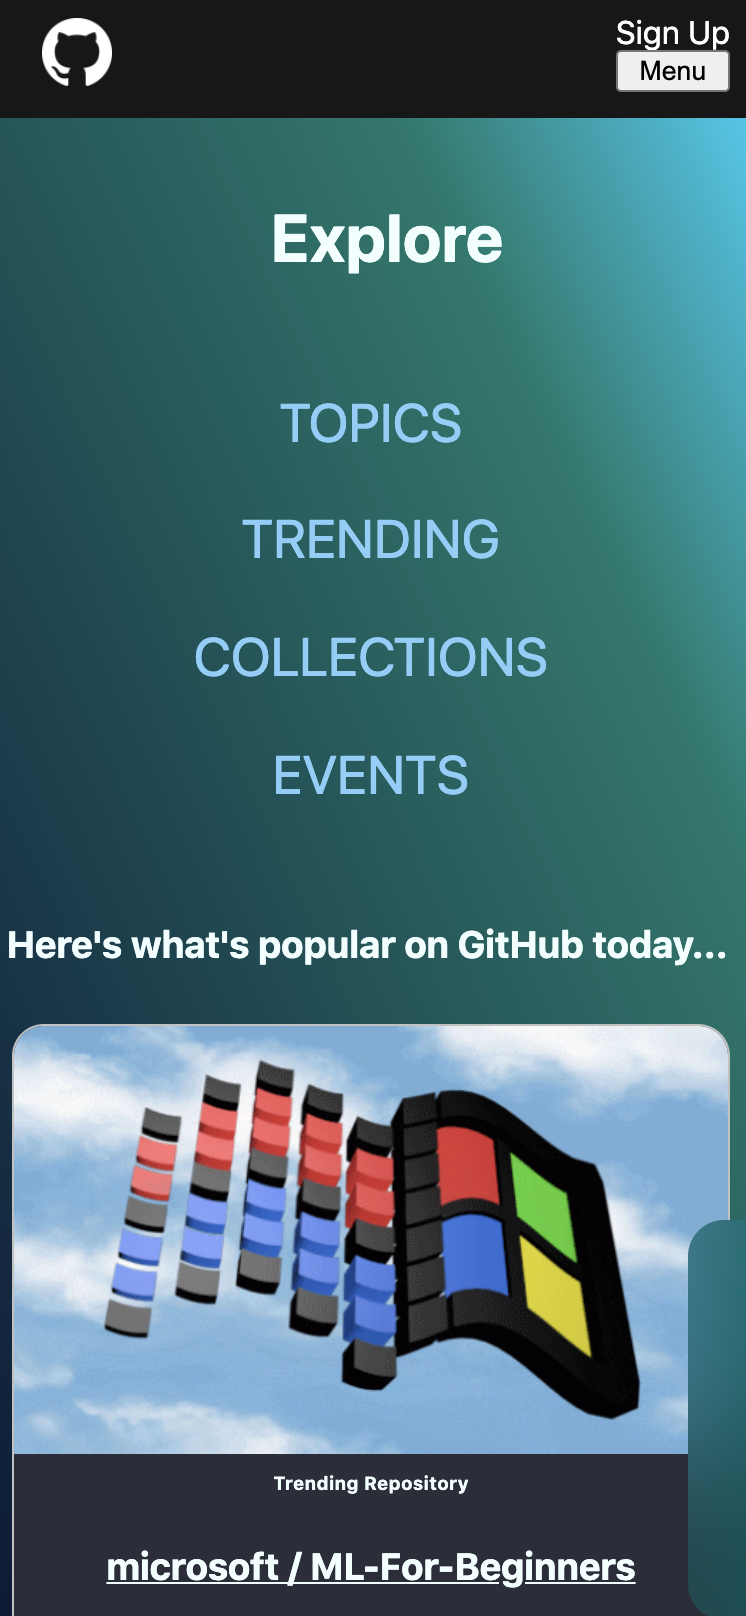 Sign Up
Menu
Explore
TOPICS
TRENDING
COLLECTIONS
EVENTS
Here's what's popular on GitHub today...
Trending Repository
microsoft / ML-For-Beginners